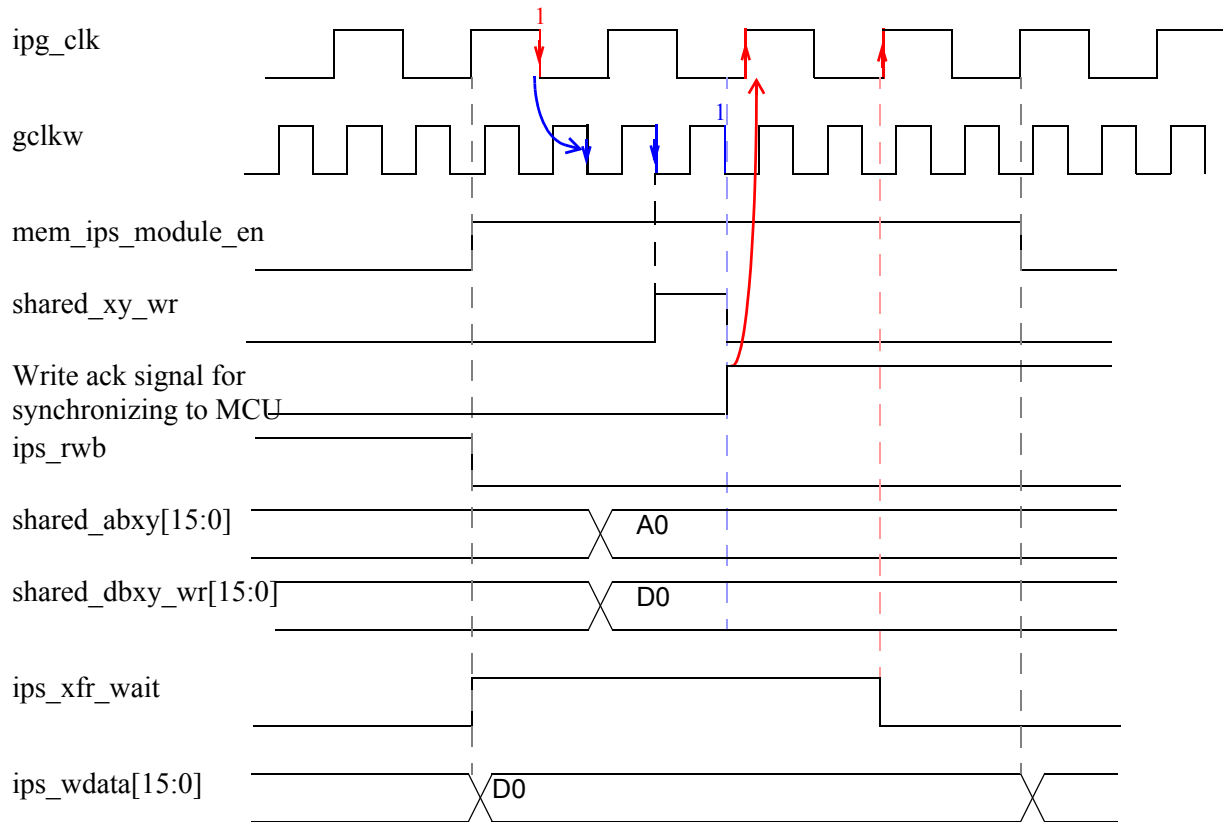 1
ipg_clk
1
gclkw
mem_ips_module_en
shared_xy_wr
Write ack signal for
synchronizing to MCU
ips_rwb
shared_abxy[15:0]
A0
shared_dbxy_wr[15:0]
D0
ips_xfr_wait
ips_wdata[15:0]
D0